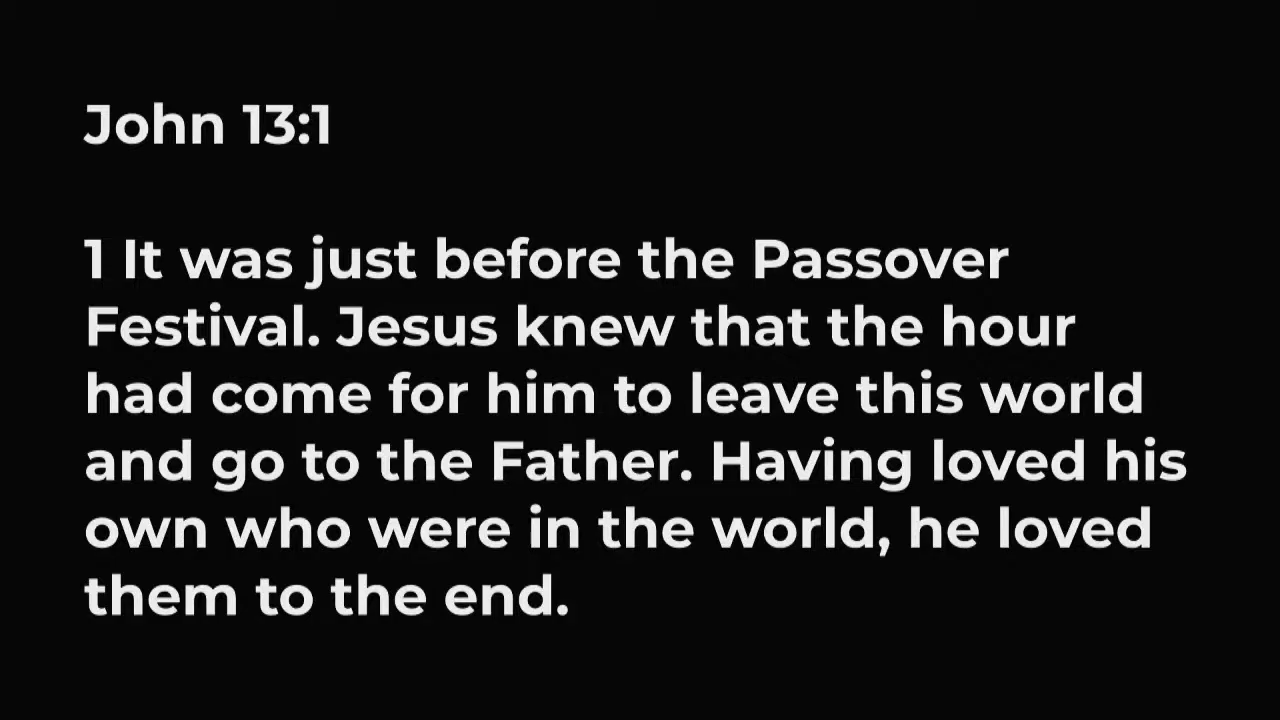 John 13:1
1 It was just before the Passover
Festival. Jesus knew that the hour
had come for him to leave this world
and go to the Father. Having loved his
own who were in the world, he loved
them to the end.